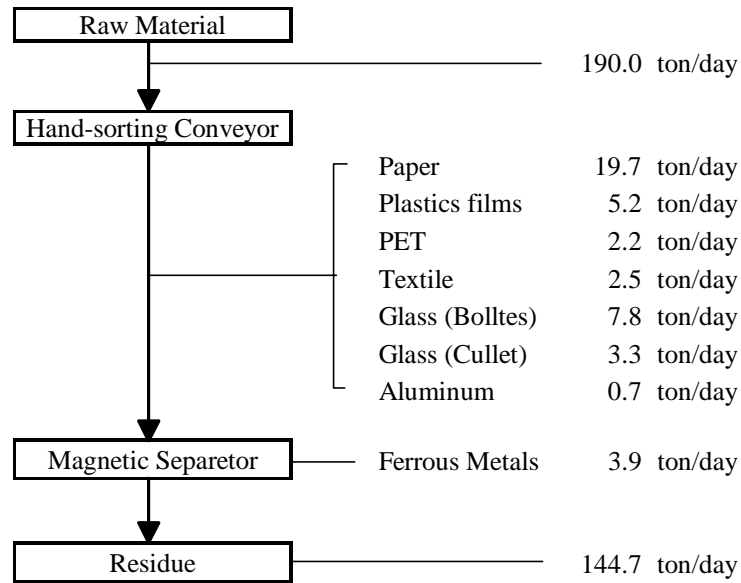 Raw Material
190.0 ton/day
Hand-sorting Conveyor
Paper 19.7 ton/day
Plastics films 5.2 ton/day
PET 2.2 ton/day
Textile 2.5 ton/day
Glass (Bolltes) 7.8 ton/day
Glass (Cullet) 3.3 ton/day
Aluminum 0.7 ton/day
Magnetic Separetor Ferrous Metals 3.9 ton/day
Residue 144.7 ton/day